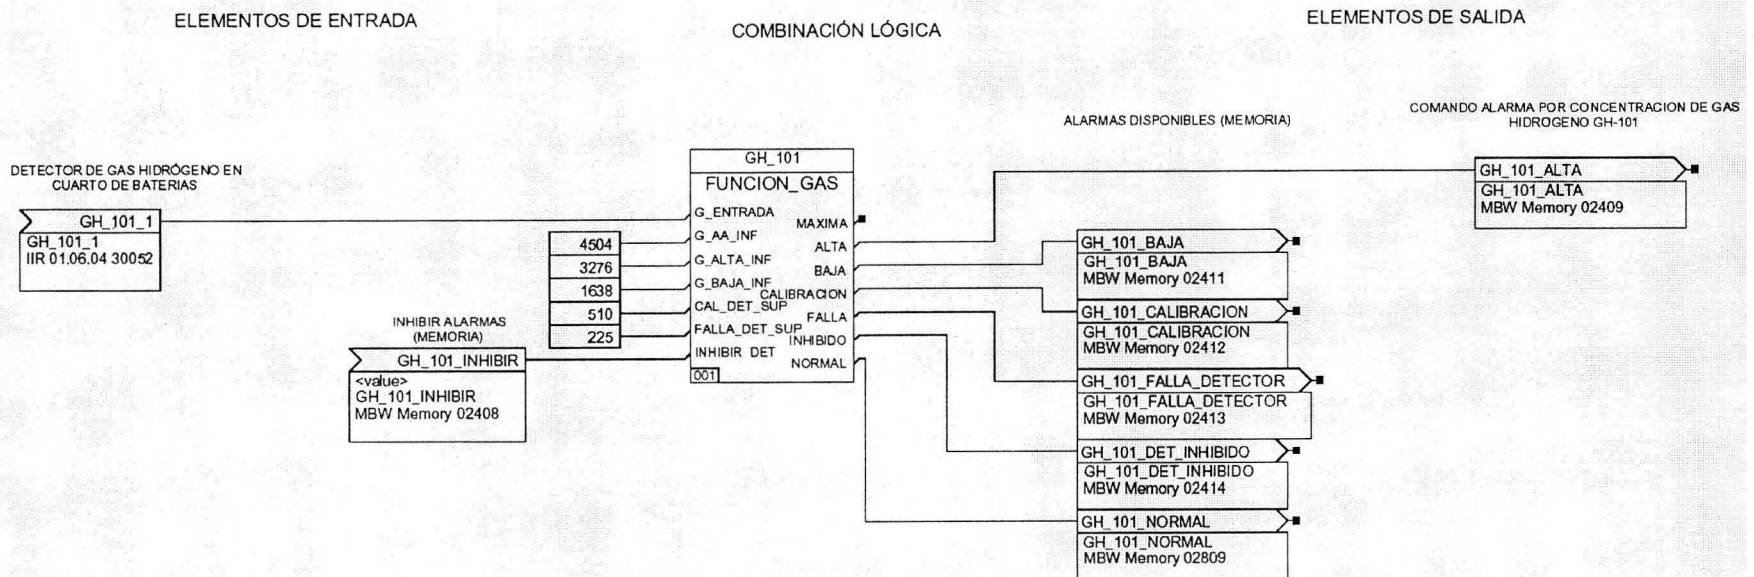 ELEMENTOS DE ENTRADA
COMBINACIÓN LÓGICA
ELEMENTOS DE SALIDA
DETECTOR DE GAS HIDRÓGENO EN
CUARTO DE BATERIAS
GH_101_1
GH_101_1
IIR 01.06.04 30052
INHIBIR ALARMAS
(MEMORIA)
GH_101_INHIBIR
<value>
GH_101_INHIBIR
MBW Memory 02408
4504
3276
1638
510
225
GH_101
FUNCION_GAS
G_ENTRADA
G_AA_INF
G_ALTA_INF
G_BAJA_INF
CAL_DET_SUP
FALLA_DET_SUP
INHIBIR DET
001
MAXIMA
ALTA
BAJA
CALIBRACION
FALLA
INHIBIDO
NORMAL
ALARMAS DISPONIBLES (MEMORIA)
GH_101_BAJA
GH_101_BAJA
MBW Memory 02411
GH_101_CALIBRACION
GH_101_CALIBRACION
MBW Memory 02412
GH_101_FALLA_DETECTOR
GH_101_FALLA_DETECTOR
MBW Memory 02413
GH_101_DET_INHIBIDO
GH_101_DET_INHIBIDO
MBW Memory 02414
GH_101_NORMAL
GH_101_NORMAL
MBW Memory 02809
COMANDO ALARMA POR CONCENTRACION DE GAS
HIDROGENO GH-101
GH_101_ALTA
GH_101_ALTA
MBW Memory 02409